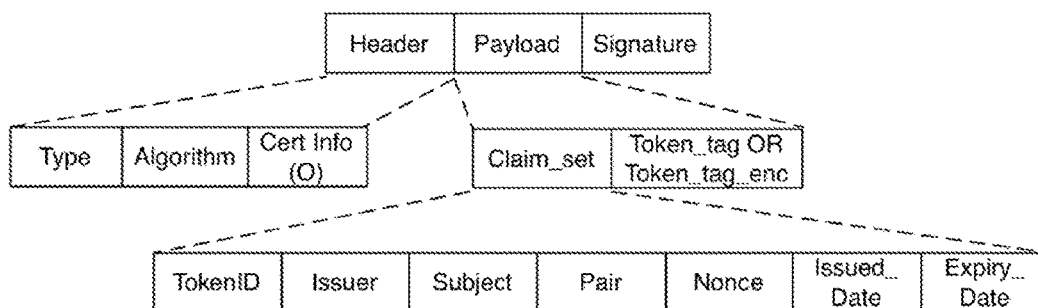 Header Payload Signature
Type Algorithm Cert Info (O) Claim_set Token_tag OR Token_tag_enc
TokenID Issuer Subject Pair Nonce Issued_ Date Expiry_ Date